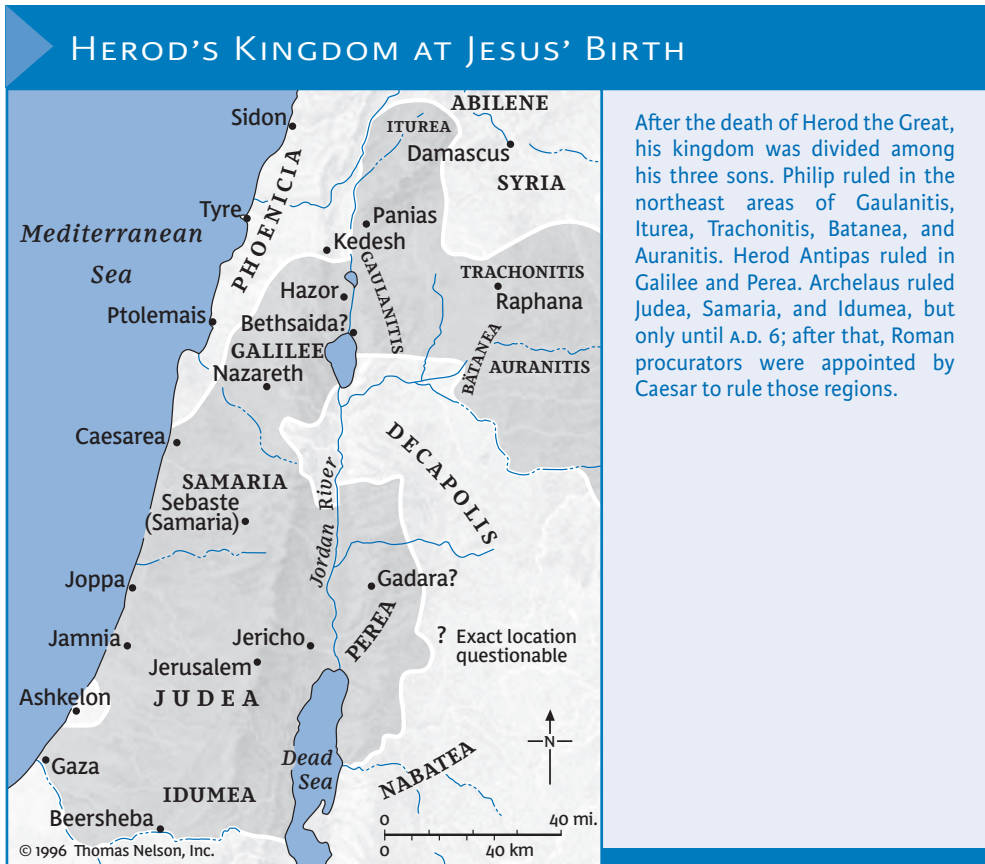 HEROD'S KINGDOM AT JESUS' BIRTH
After the death of Herod the Great,
his kingdom was divided among
his three sons. Philip ruled in the
northeast areas of Gaulanitis,
Iturea, Trachonitis, Batanea, and
Auranitis. Herod Antipas ruled in
Galilee and Perea. Archelaus ruled
Judea, Samaria, and Idumea, but
only until A.D. 6; after that, Roman
procurators were appointed by
Caesar to rule those regions.
ABILENE
Sidon
ITUREA
Damascus
SYRIA
PHOENICIA
Tyre
Panias
Mediterranean
Sea
Kedesh
GAULANITIS
TRACHONITIS
Hazor
Raphana
Ptolemais
Bethsaida?
GALILEE
BÄTANEA
AURANITIS
Nazareth
Caesarea
DECAPOLIS
SAMARIA
Sebaste
(Samaria)
Jordan River
Joppa
Gadara?
PEREA
Jamnia
Jericho
? Exact location
questionable
Jerusalem
JUDEA
Ashkelon
N
Dead
Sea
Gaza
NABATEA
IDUMEA
Beersheba
0 40 mi.
0 40 km
© 1996 Thomas Nelson, Inc.